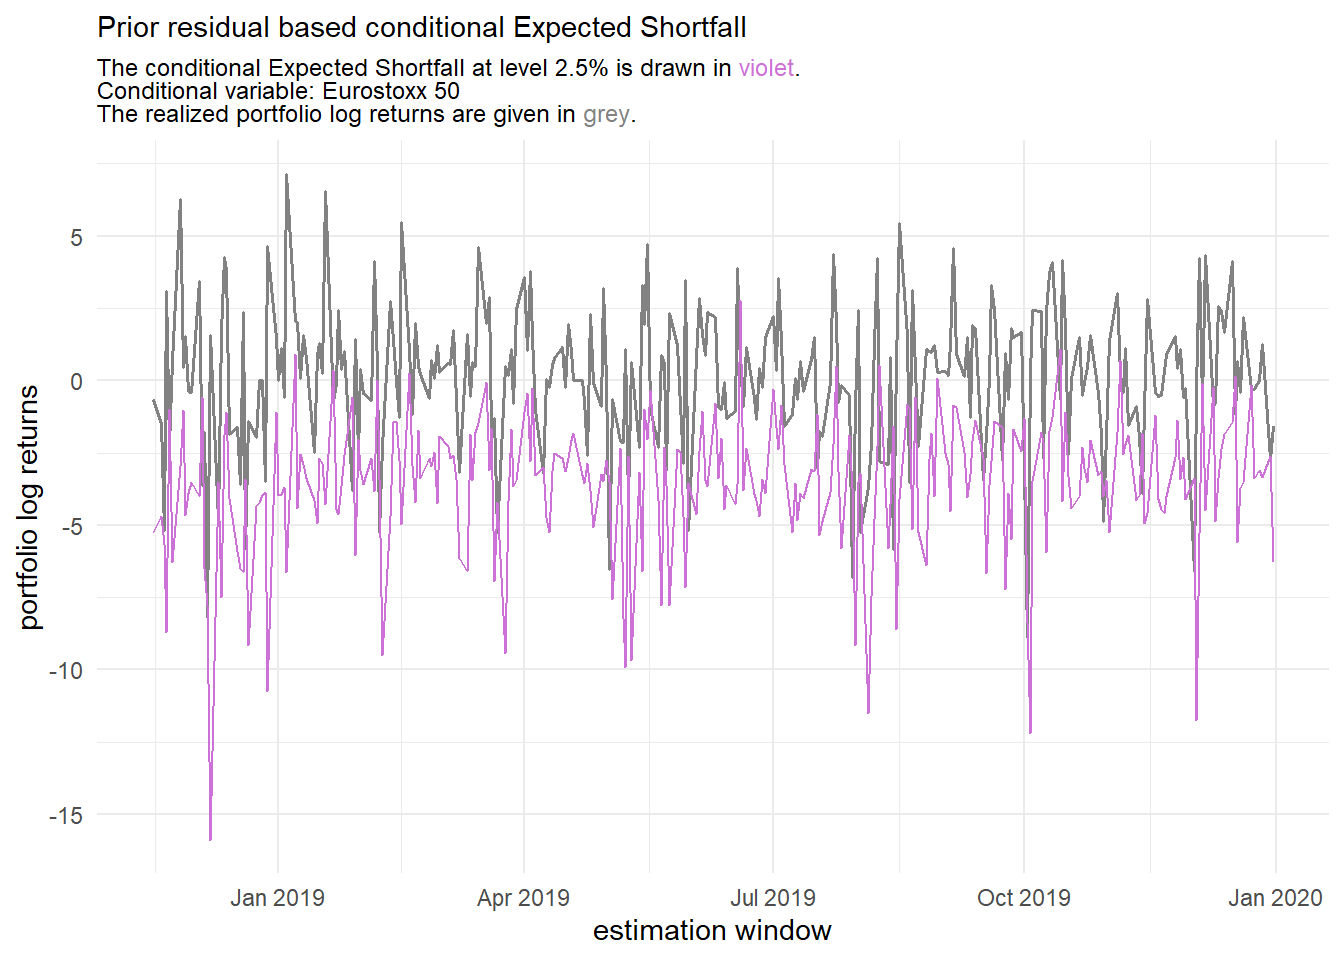 Prior residual based conditional Expected Shortfall
The conditional Expected Shortfall at level 2.5% is drawn in violet.
Conditional variable: Eurostoxx 50
The realized portfolio log returns are given in grey.
portfolio log returns
5
0
-5
-10
-15
Jan 2019
Apr 2019
Jul 2019
Oct 2019
Jan 2020
estimation window